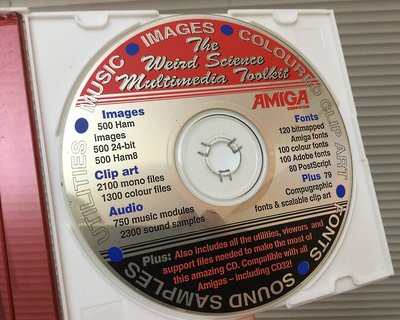 UTILITIES • MUSIC • IMAGES • COLOURED CLIP ART • FONTS • SOUND SAMPLES •
The
Weird Science
Multimedia Toolkit
AMIGA
COMPUTING
Images
500 Ham
images
500 24-bit
500 Ham8
Clip art
2100 mono files
1300 colour files
Audio
750 music modules
2300 sound samples
Fonts
120 bitmapped
Amiga fonts
100 colour fonts
100 Adobe fonts
80 PostScript
Plus 79
Compugraphic
fonts & scalable clip art
Plus: Also includes all the utilities, viewers and
support files needed to make the most of
this amazing CD. Compatible with all
Amigas – including CD32!